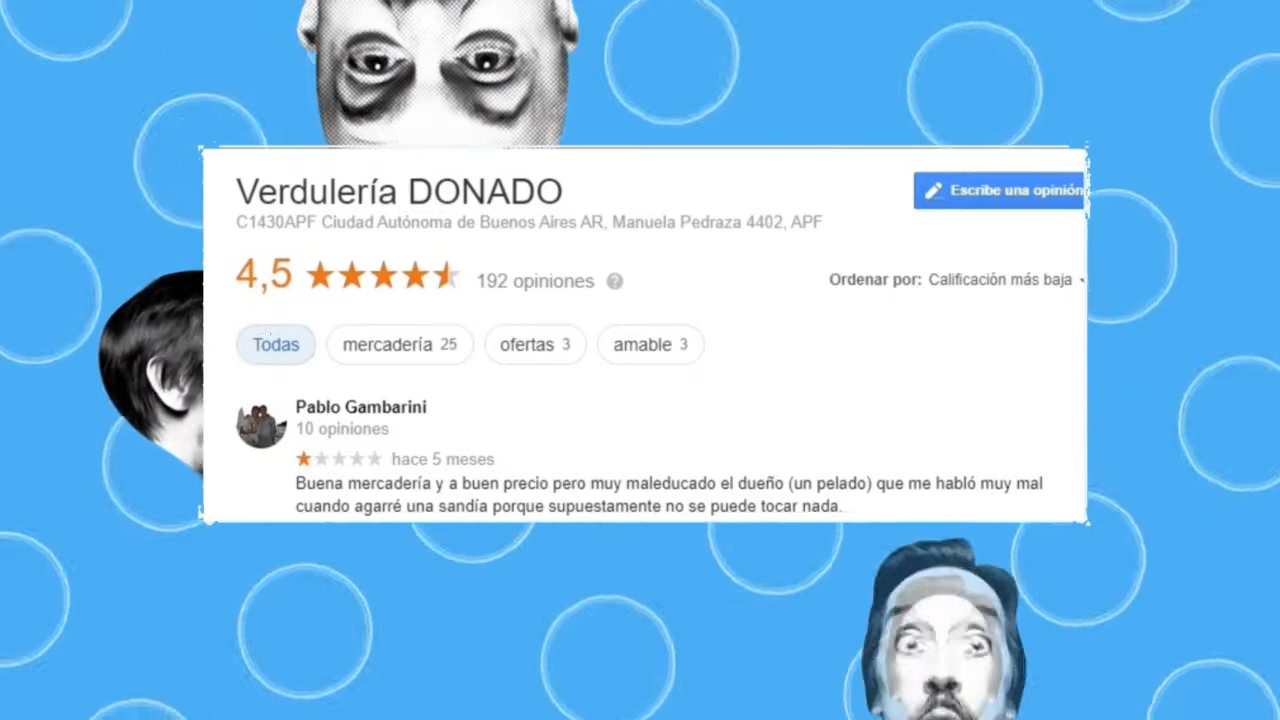 Verdulería DONADO
Escribe una opinión
C1430APF Ciudad Autónoma de Buenos Aires AR, Manuela Pedraza 4402, APF
4,5 192 opiniones ?
Ordenar por: Calificación más baja
Todas mercadería 25 ofertas 3 amable 3
Pablo Gambarini
10 opiniones
hace 5 meses
Buena mercadería y a buen precio pero muy maleducado el dueño (un pelado) que me habló muy mal
cuando agarré una sandía porque supuestamente no se puede tocar nada.